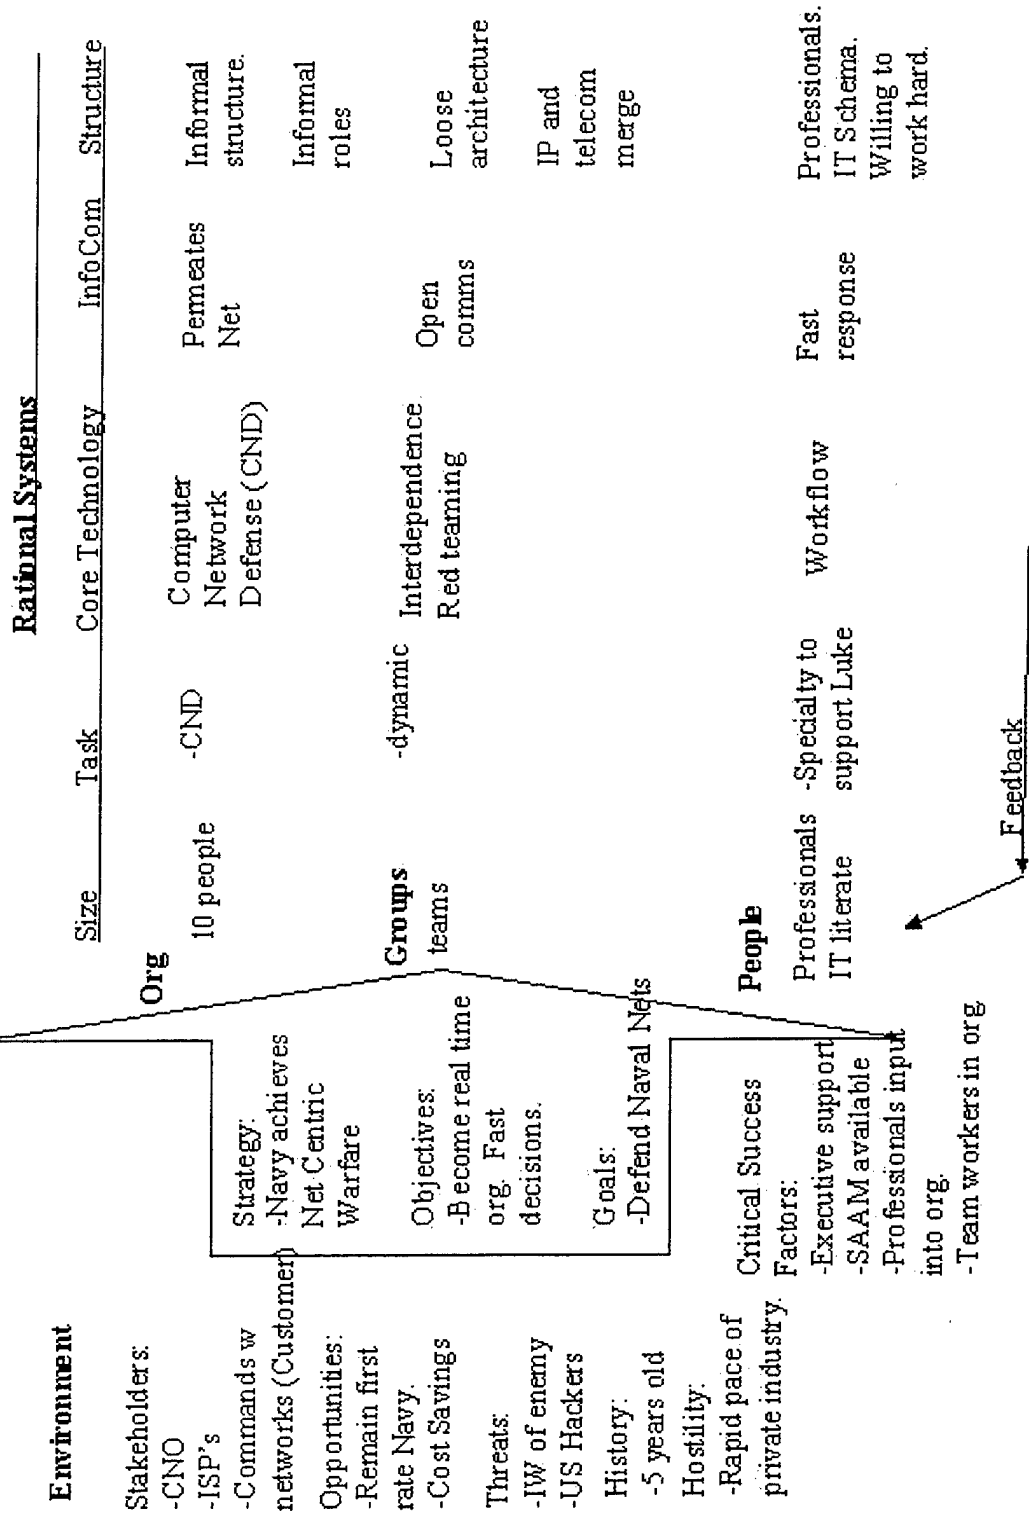 Rational Systems
Size Task Core Technology InfoCom Structure
Org
10 people -CND Computer Permeates Informal
Network Net structure.
Defense (CND)
Informal
roles
Groups
teams -dynamic Interdependence. Open Loose
Red teaming comms architecture
IP and
telecom
merge
People
Professionals -Specialty to Workflow Fast Professionals.
IT literate support Luke response IT Schema.
Willing to
work hard.
Feedback
Environment
Stakeholders:
-CNO
-ISP's
-Commands w
networks (Customer)
Opportunities:
-Remain first
rate Navy.
-Cost Savings
Threats:
-IW of enemy
-US Hackers
History:
-5 years old
Hostility:
-Rapid pace of
private industry.
Strategy:
-Navy achieves
Net Centric
Warfare
Objectives:
-Become real time
org. Fast
decisions.
Goals:
-Defend Naval Nets
Critical Success
Factors:
-Executive support
-SAAM available
-Professionals input
into org.
-Team workers in org.